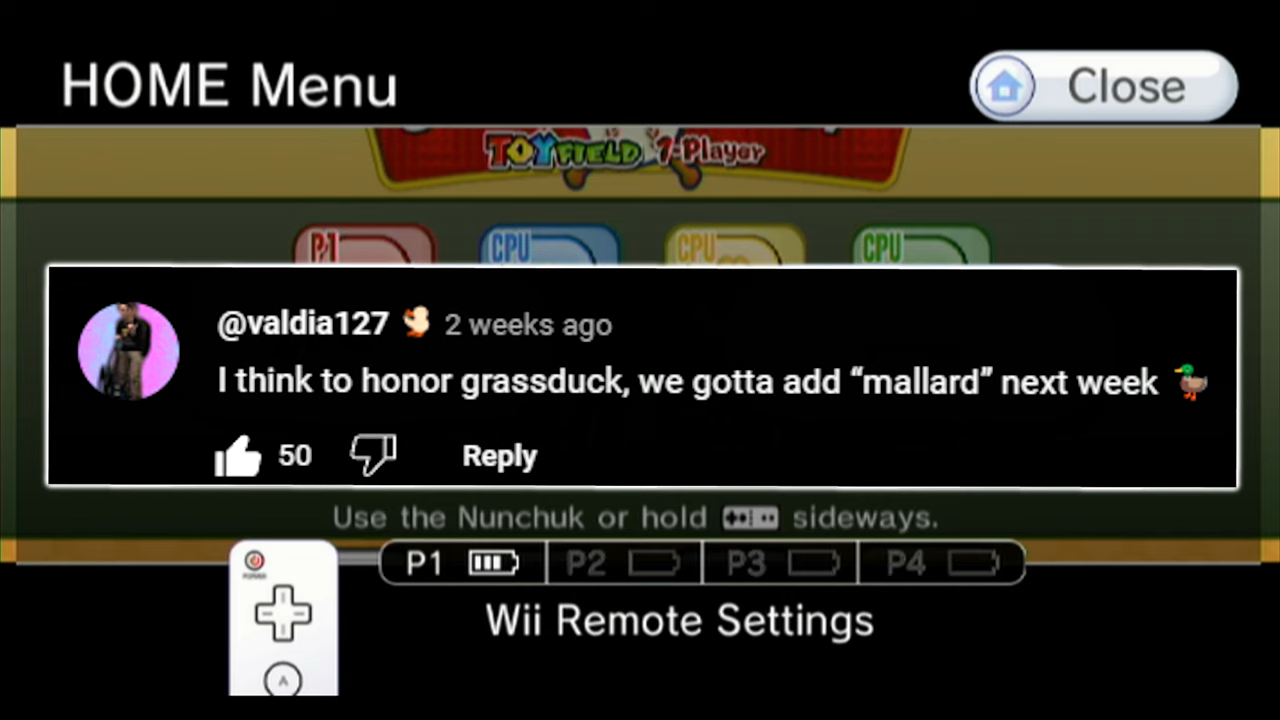 HOME Menu
Close
TOY FIELD 1-Player
P1
CPU
CPU
CPU
@valdia127 🐔 2 weeks ago
I think to honor grassduck, we gotta add “mallard” next week 🦆
50
Reply
Use the Nunchuk or hold sideways.
POWER
P1
P2
P3
P4
Wii Remote Settings
A